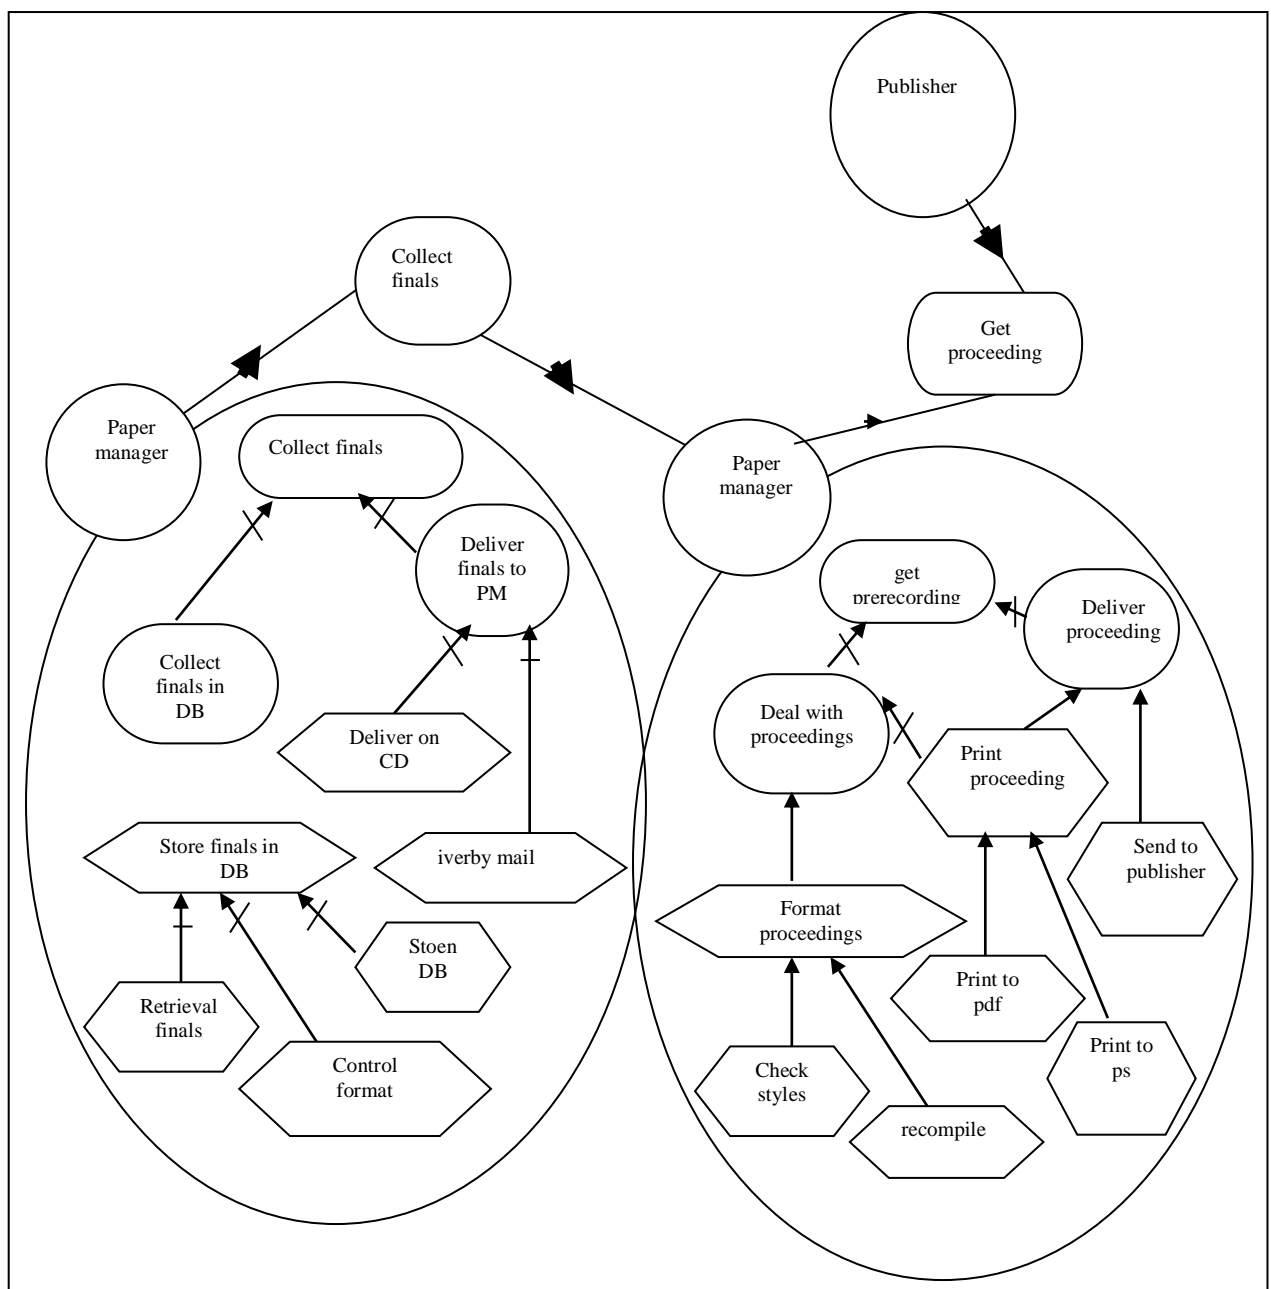 Publisher
Collect
finals
Get
proceeding
Paper
manager
Collect finals
Paper
manager
Deliver
finals to
PM
get
prerecording
Deliver
proceeding
Collect
finals in
DB
Deliver on
CD
Deal with
proceedings
Print
proceeding
Store finals in
DB
iverby mail
Send to
publisher
Format
proceedings
Stoen
DB
Retrieval
finals
Print to
pdf
Control
format
Check
styles
Print to
ps
recompile